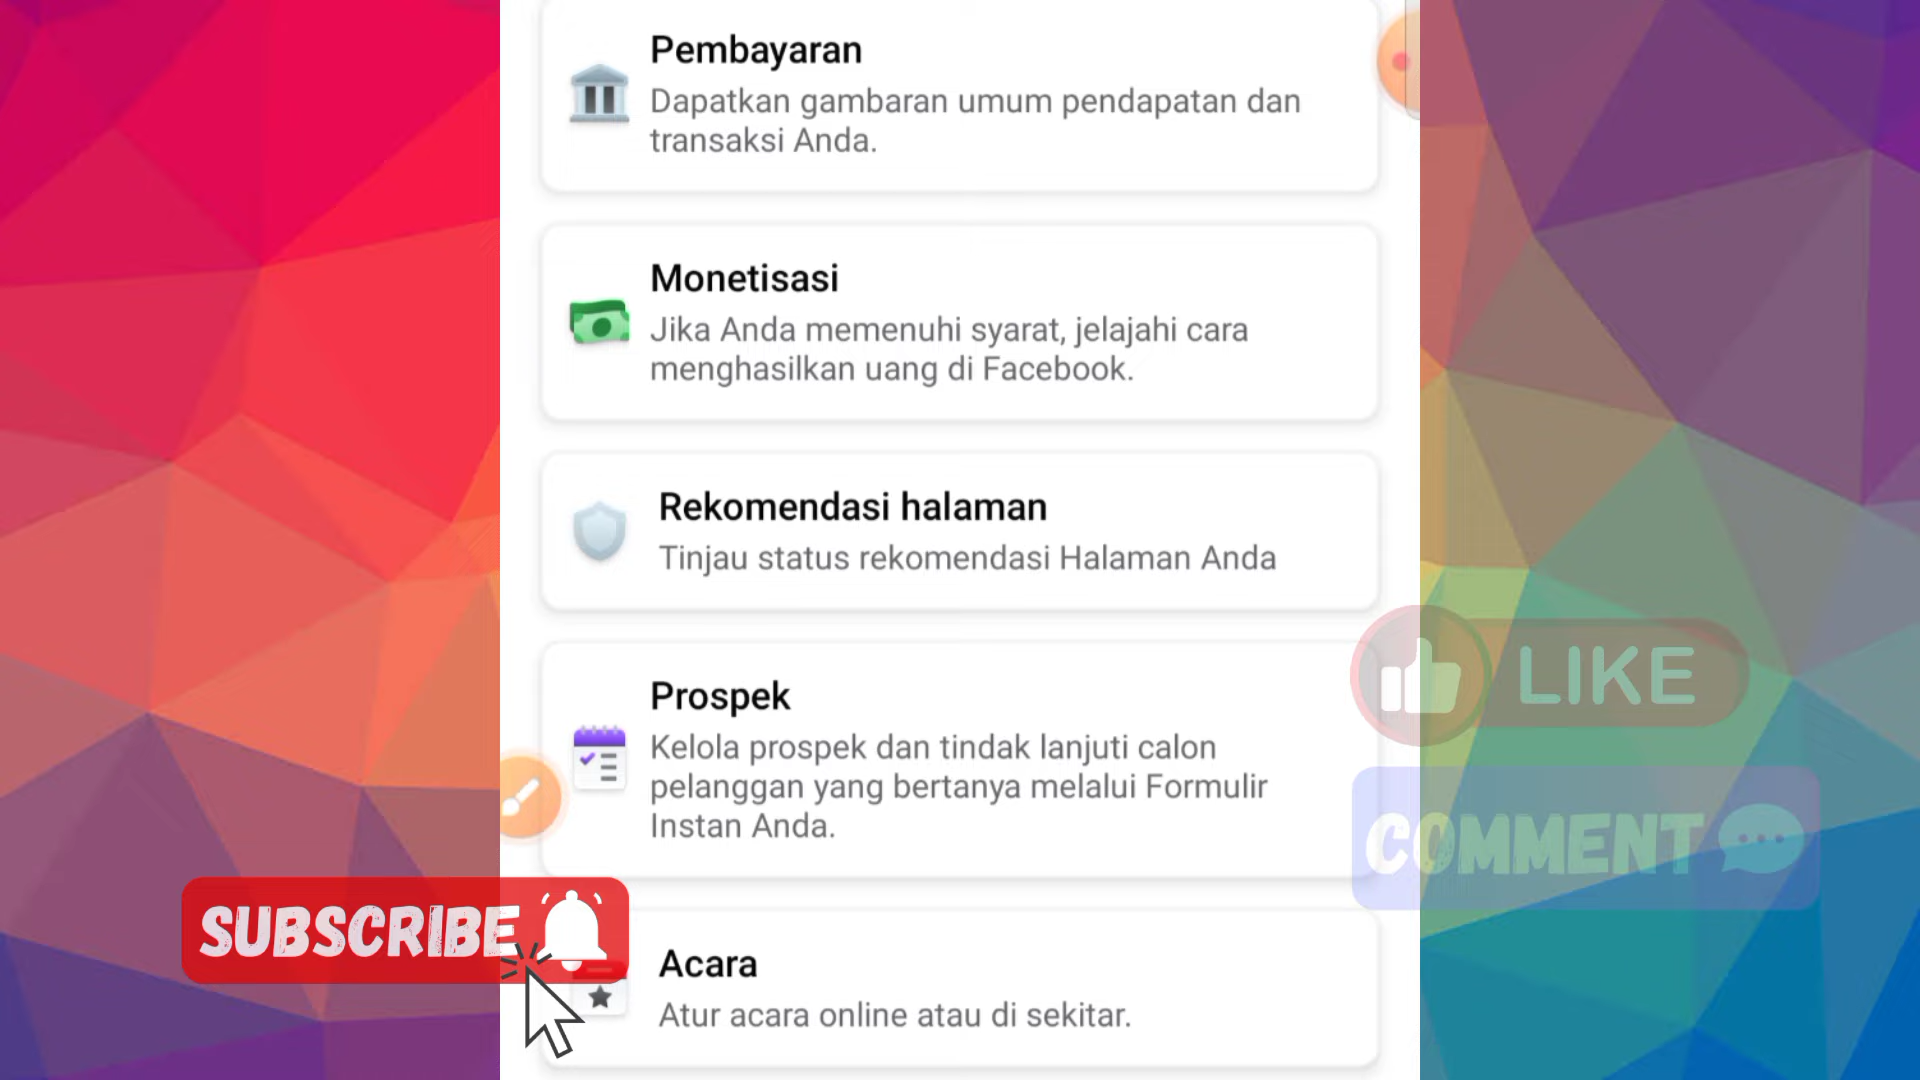 Pembayaran
Dapatkan gambaran umum pendapatan dan
transaksi Anda.
Monetisasi
Jika Anda memenuhi syarat, jelajahi cara
menghasilkan uang di Facebook.
Rekomendasi halaman
Tinjau status rekomendasi Halaman Anda
Prospek
Kelola prospek dan tindak lanjuti calon
pelanggan yang bertanya melalui Formulir
Instan Anda.
Acara
Atur acara online atau di sekitar.
LIKE
COMMENT
SUBSCRIBE